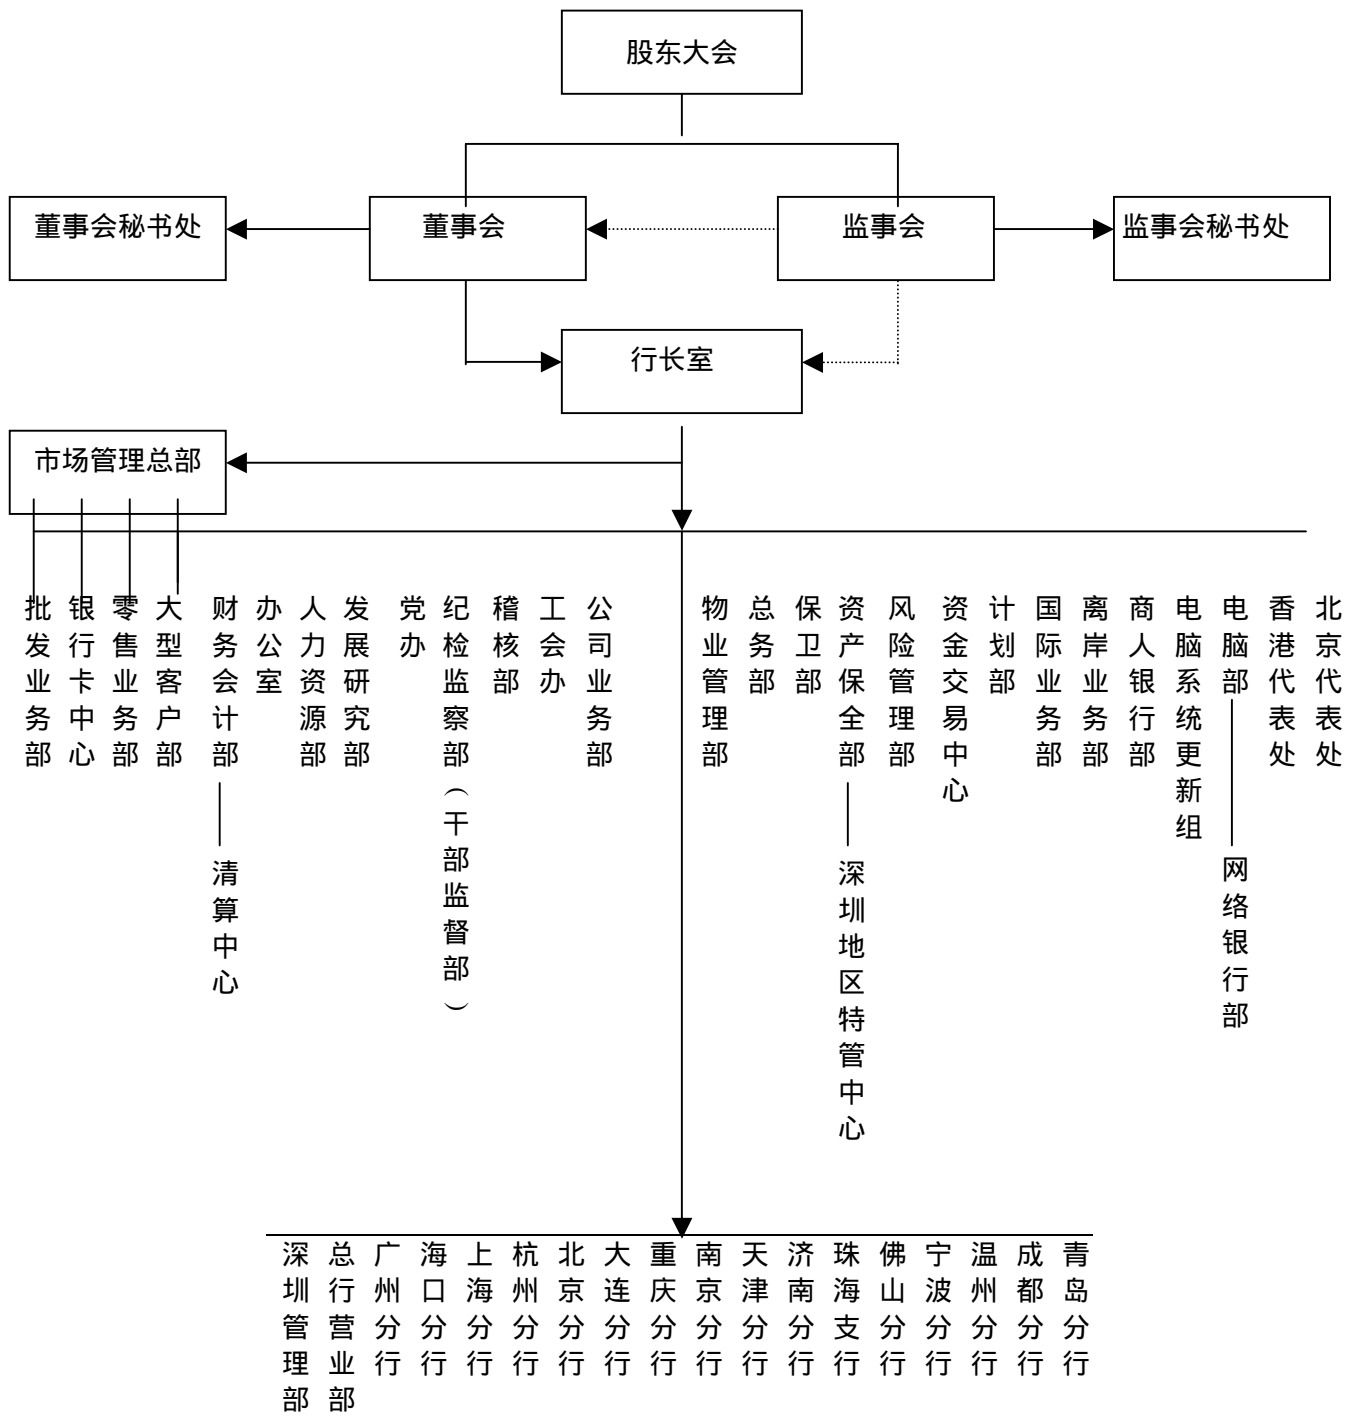 股东大会
董事会秘书处
董事会
监事会
监事会秘书处
行长室
市场管理总部
批发业务部
银行卡中心
零售业务部
大型客户部
财务会计部
清算中心
办公室
人力资源部
发展研究部
党办
纪检监察部（干部监督部）
稽核部
工会办
公司业务部
物业管理部
总务部
保卫部
资产保全部
深圳地区特管中心
风险管理部
资金交易中心
计划部
国际业务部
离岸业务部
商人银行部
电脑系统更新组
电脑部
网络银行部
香港代表处
北京代表处
深圳管理部
总行营业部
广州分行
海口分行
上海分行
杭州分行
北京分行
大连分行
重庆分行
南京分行
天津分行
济南分行
珠海支行
佛山分行
宁波分行
温州分行
成都分行
青岛分行